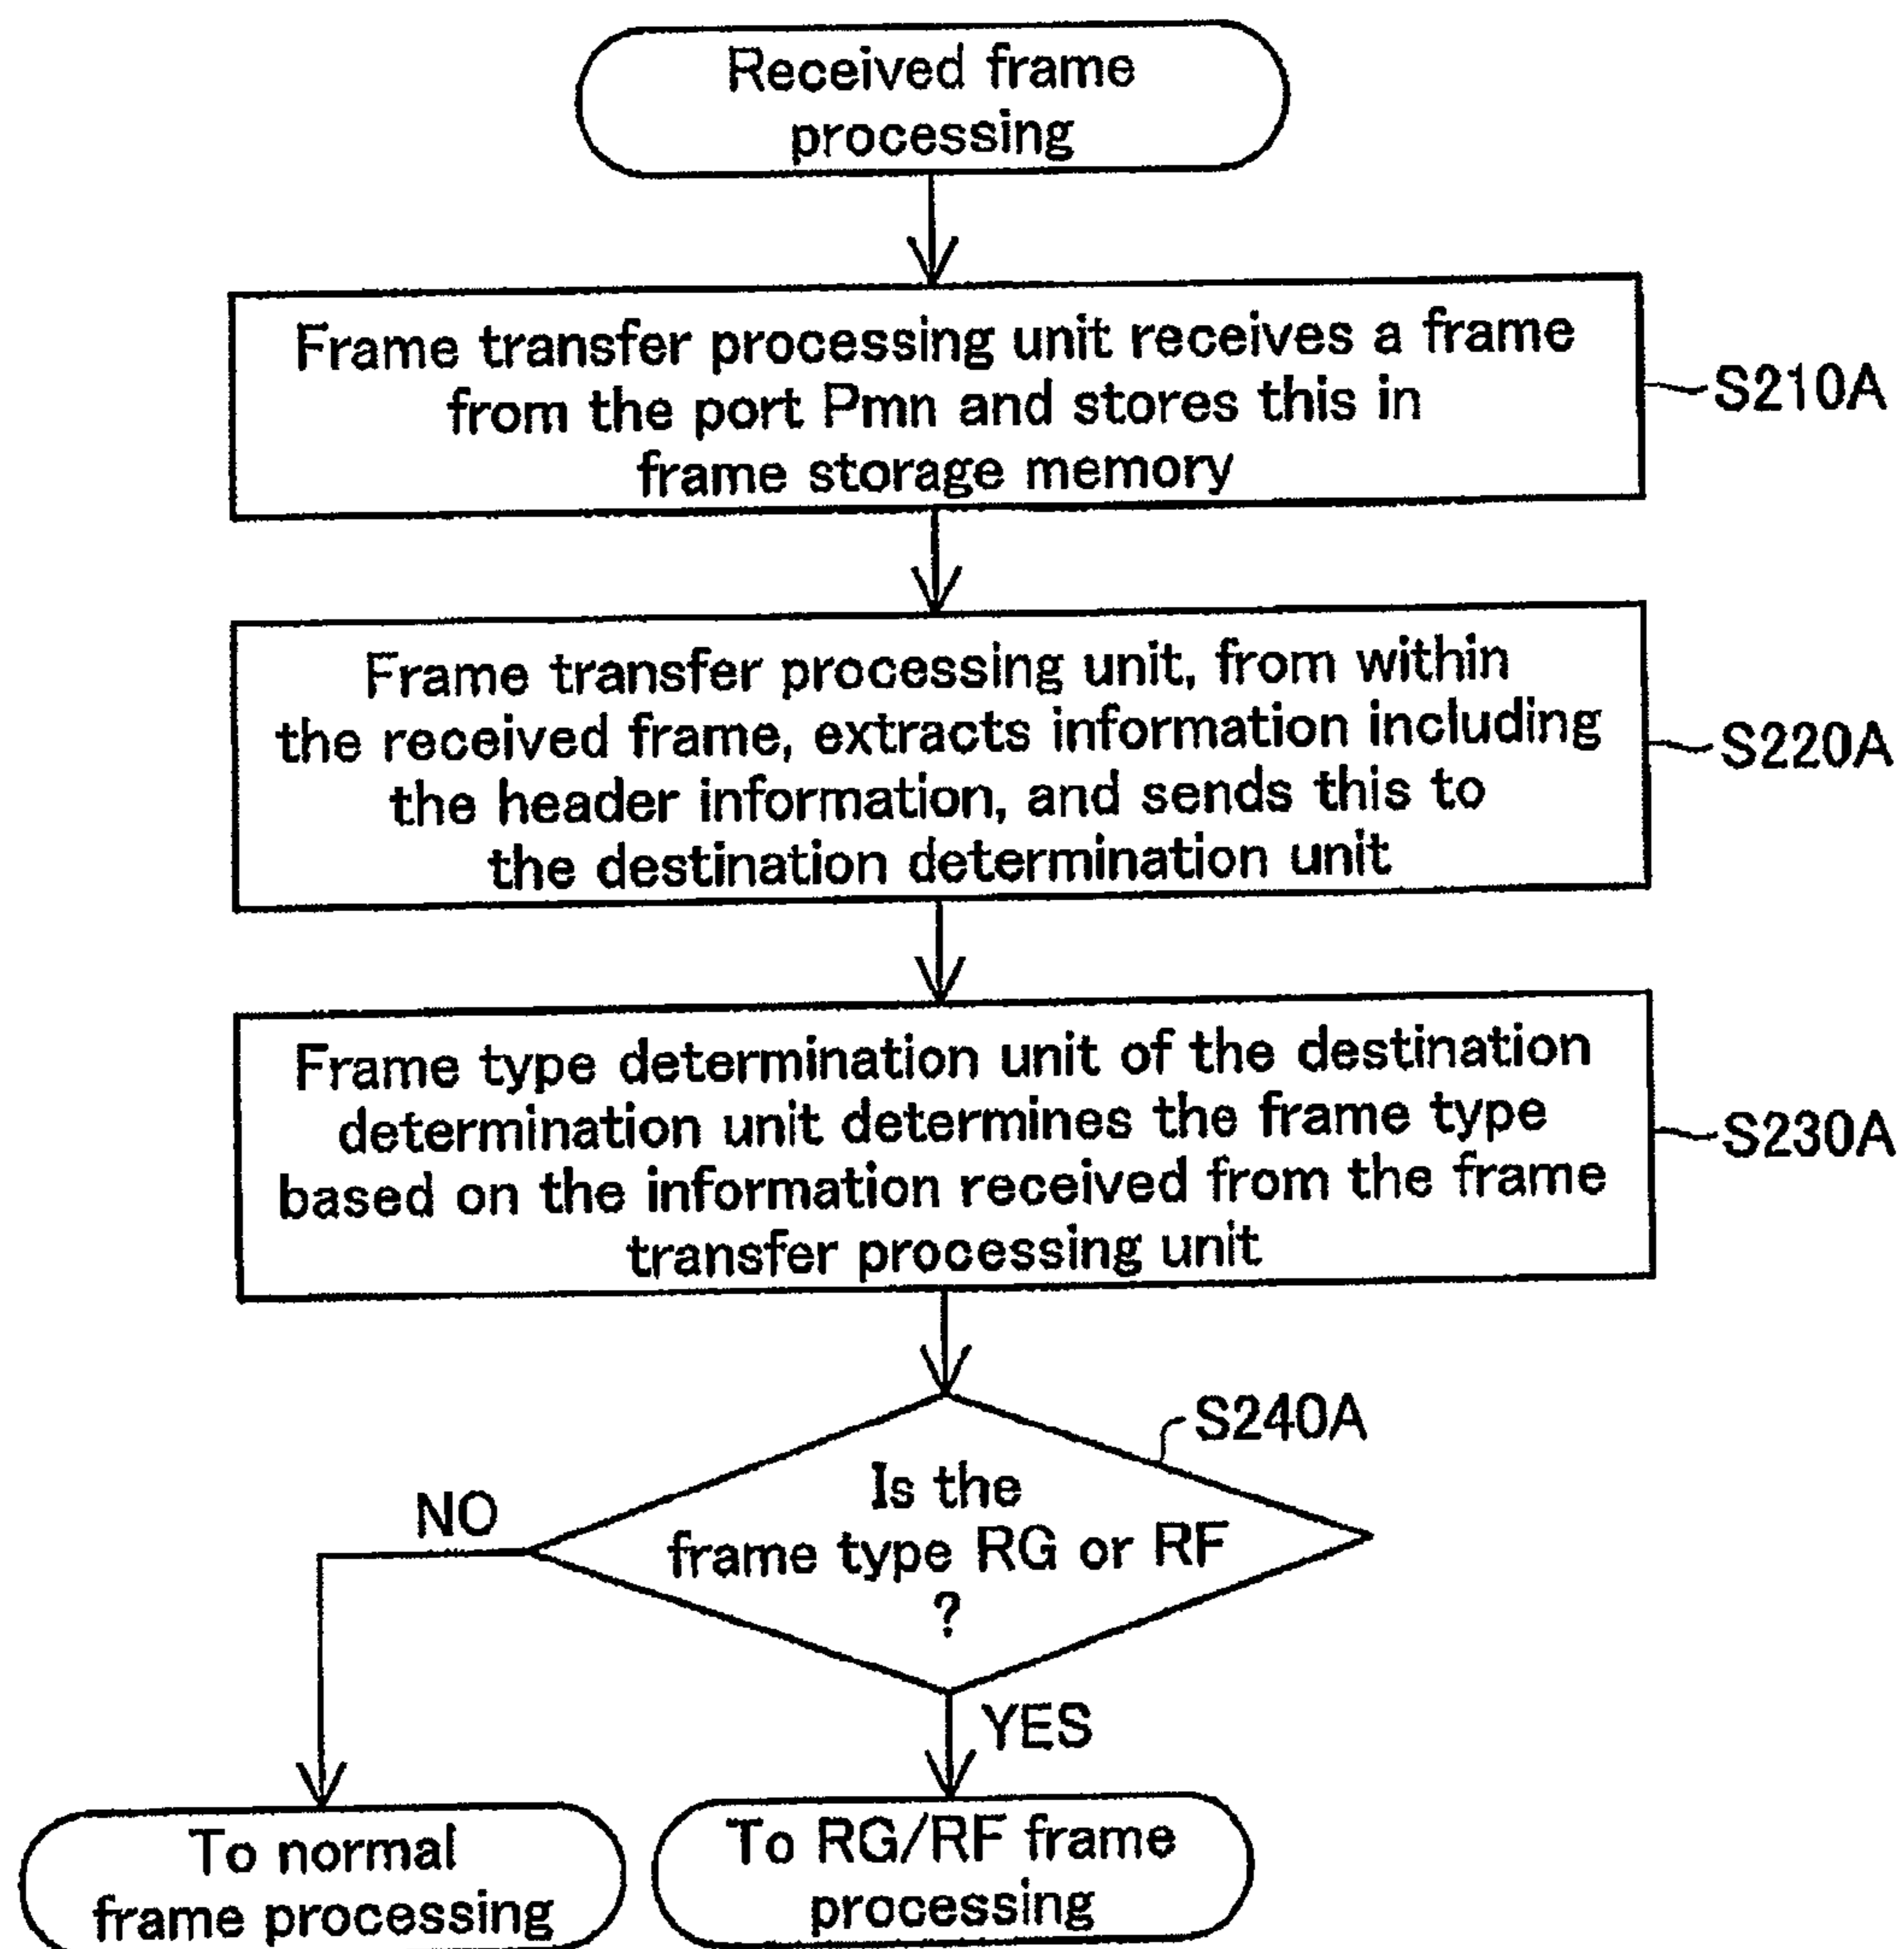 Received frame
processing
Frame transfer processing unit receives a frame
from the port Pmn and stores this in
frame storage memory
S210A
Frame transfer processing unit, from within
the received frame, extracts information including
the header information, and sends this to
the destination determination unit
S220A
Frame type determination unit of the destination
determination unit determines the frame type
based on the information received from the frame
transfer processing unit
S230A
S240A
Is the
frame type RG or RF
?
NO
YES
To normal
frame processing
To RG/RF frame
processing